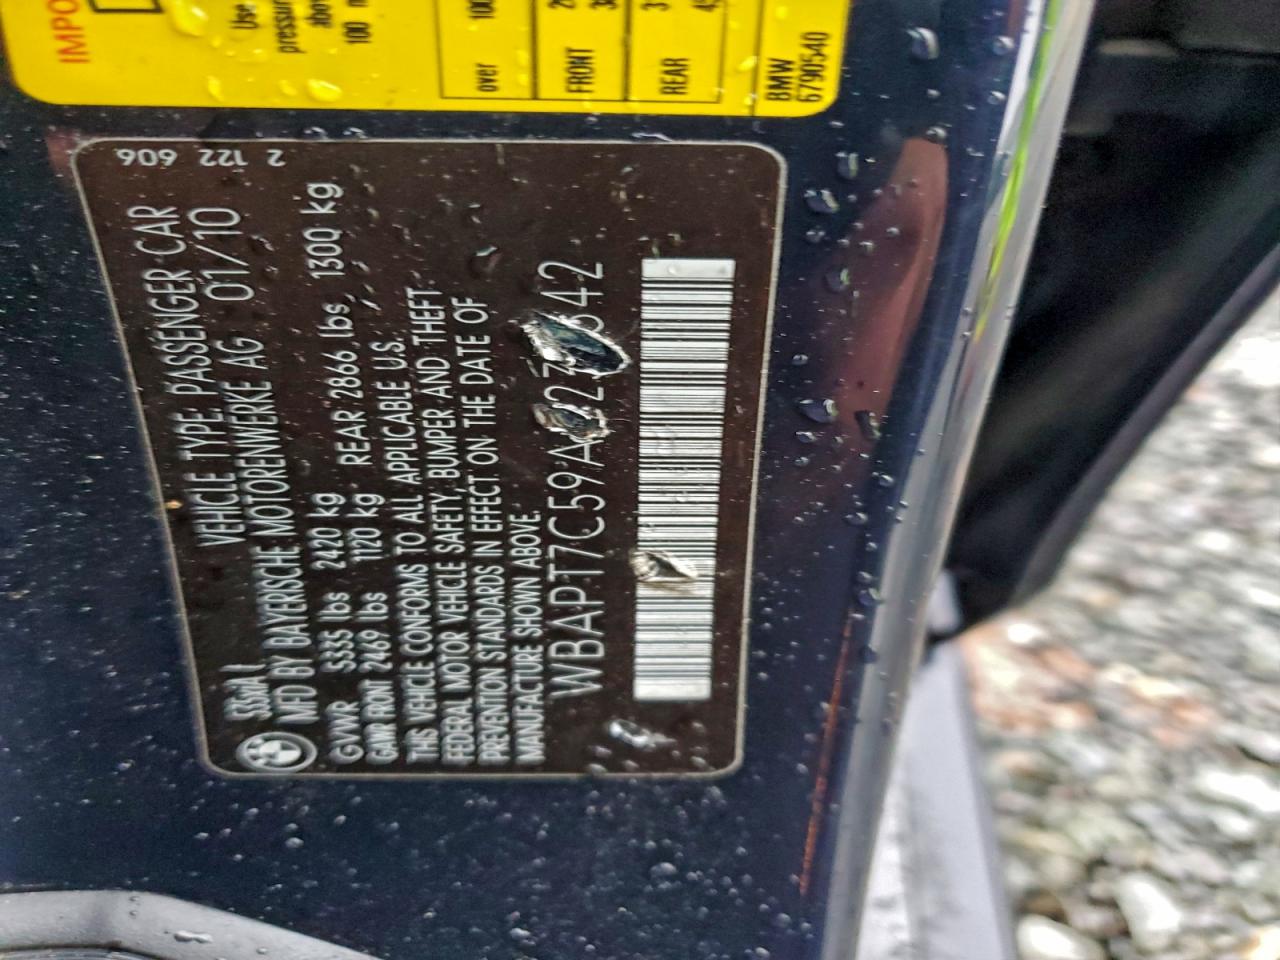 IMPO
Use
pressur
abov
100 m
over 100
FRONT
REAR
BMW
6790540
2 122 606
VEHICLE TYPE: PASSENGER CAR
535xi
MFD BY BAYERISCHE MOTORENWERKE AG 01/10
GVWR 5335 lbs 2420 kg
GAWR FRONT 2469 lbs 1120 kg REAR 2866 lbs 1300 kg
THIS VEHICLE CONFORMS TO ALL APPLICABLE U.S.
FEDERAL MOTOR VEHICLE SAFETY, BUMPER AND THEFT
PREVENTION STANDARDS IN EFFECT ON THE DATE OF
MANUFACTURE SHOWN ABOVE.